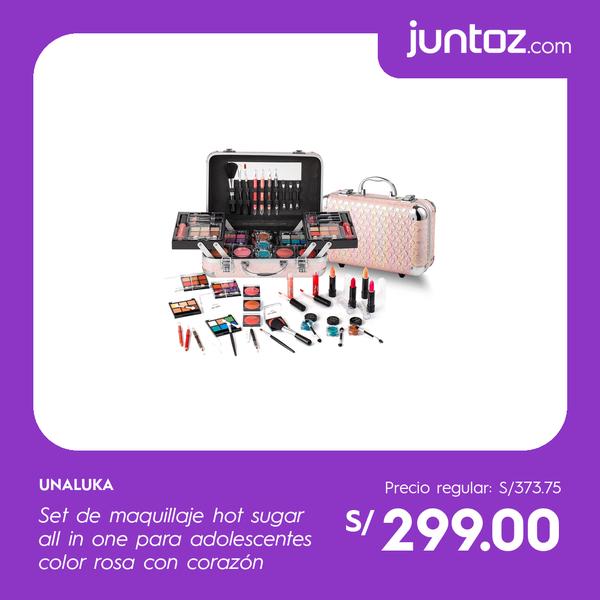 juntoz.com
UNALUKA
Set de maquillaje hot sugar
all in one para adolescentes
color rosa con corazón
Precio regular: S/373.75
S/299.00